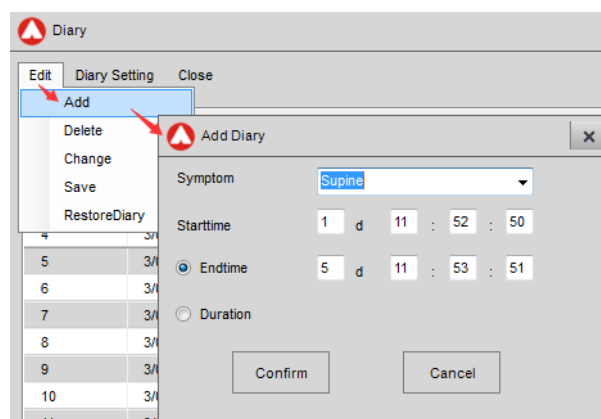 Diary
Edit Diary Setting Close
Add
Delete
Change
Save
RestoreDiary
4
5
6
7
8
9
10
Add Diary
Symptom Supine
Starttime 1 d 11 : 52 : 50
Endtime 5 d 11 : 53 : 51
Duration
Confirm Cancel